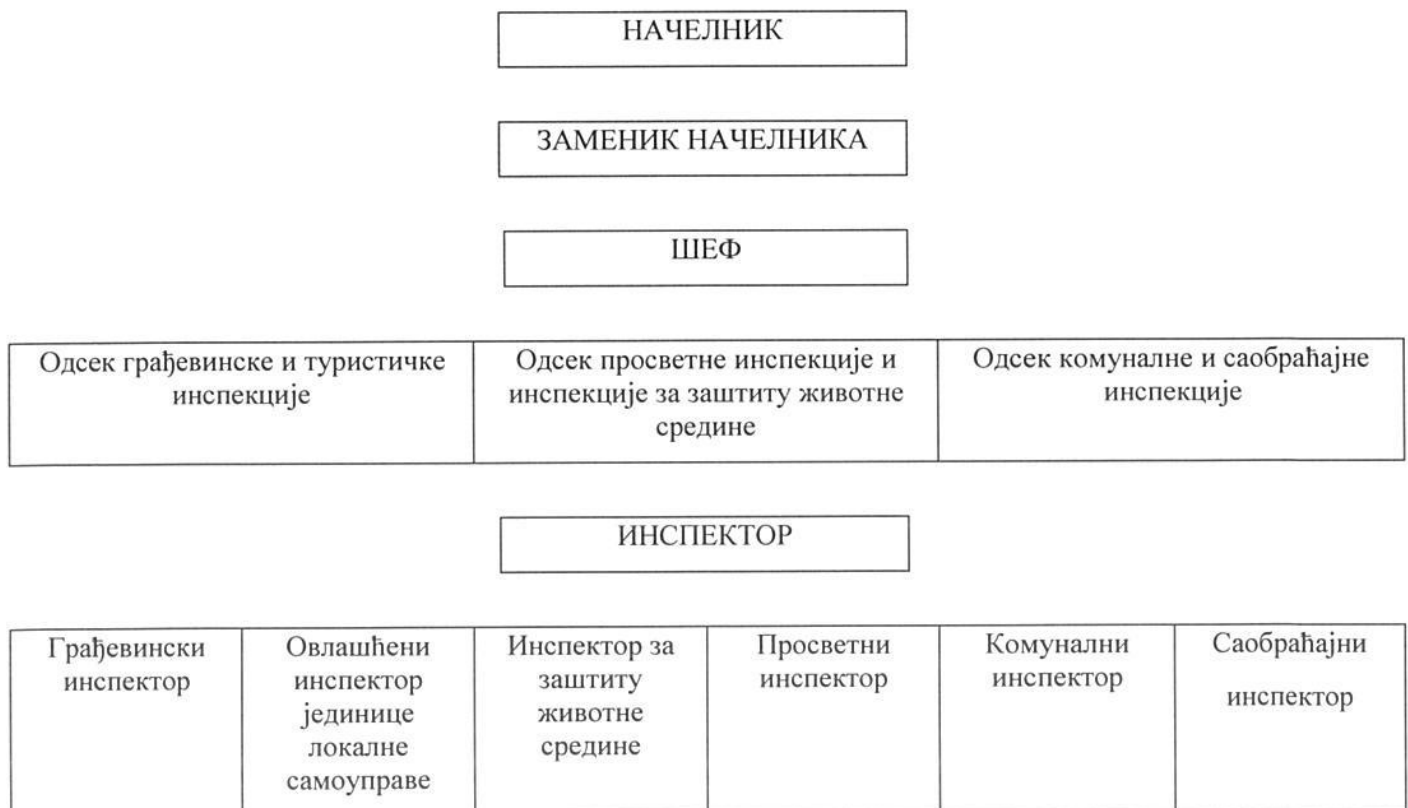 НАЧЕЛНИК
ЗАМЕНИК НАЧЕЛНИКА
ШЕФ
Одсек грађевинске и туристичке
инспекције
Одсек просветне инспекције и
инспекције за заштиту животне
средине
Одсек комуналне и саобраћајне
инспекције
ИНСПЕКТОР
Грађевински
инспектор
Овлашћени
инспектор
јединице
локалне
самоуправе
Инспектор за
заштиту
животне
средине
Просветни
инспектор
Комунални
инспектор
Саобраћајни
инспектор